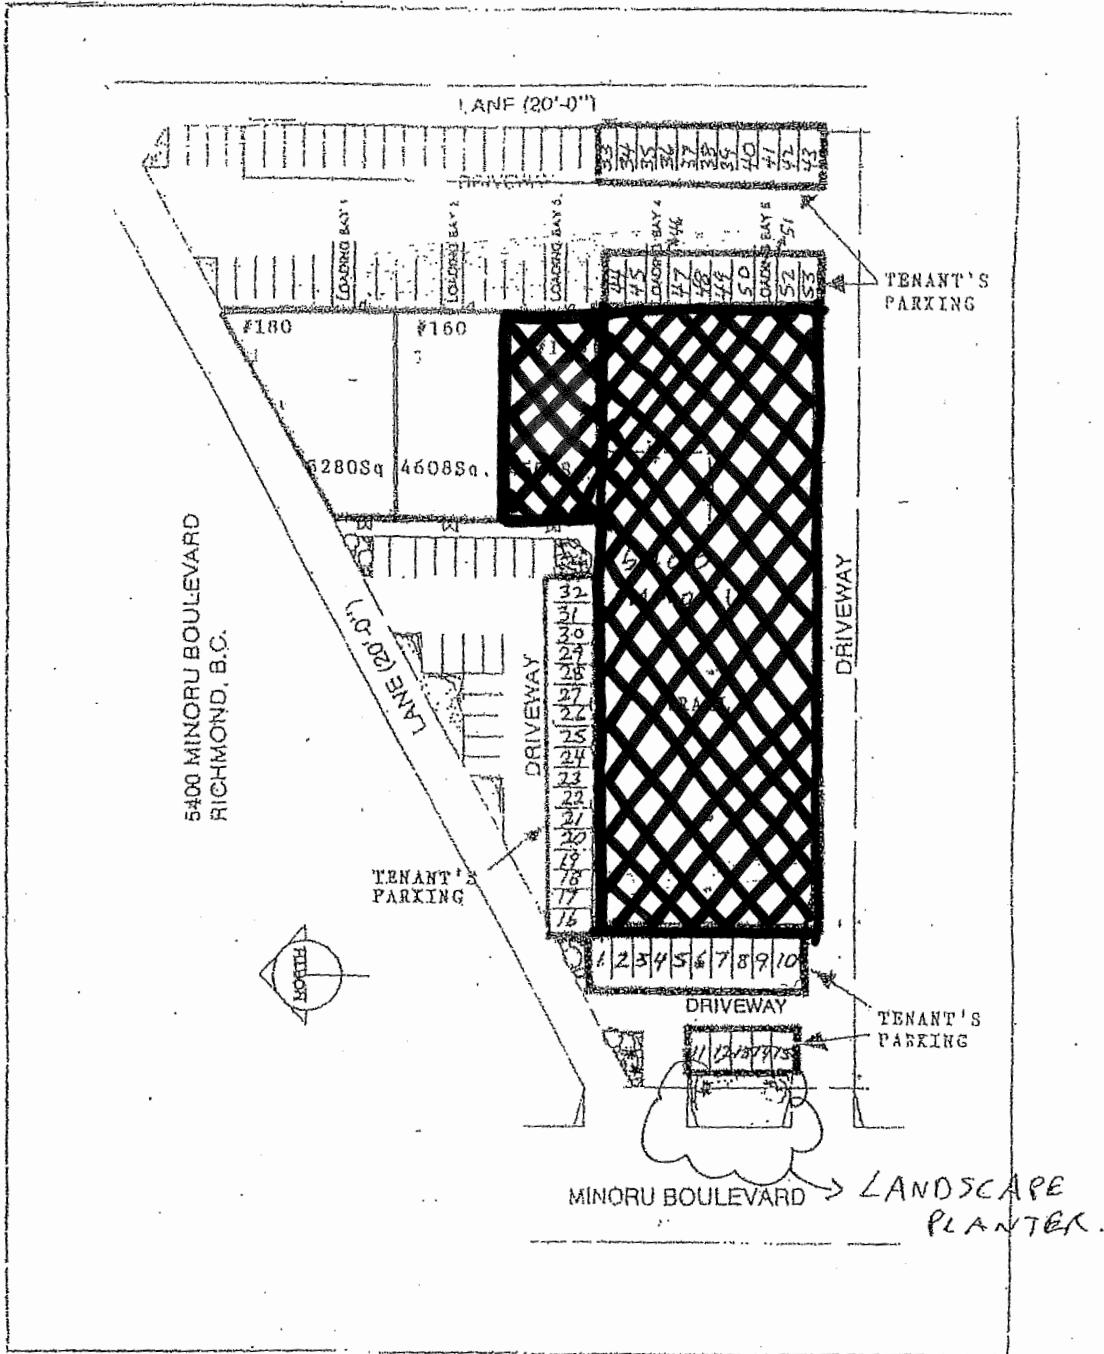 LANE (20'-0")
33 34 35 36 37 38 39 40 41 42 43
DRIVEWAY
LOADING BAY 1
LOADING BAY 2
LOADING BAY 3
LOADING BAY 4
#46
LOADING BAY 5
#51
44 45 47 48 49 50 52 53
TENANT'S
PARKING
#180
#160
5280Sq
4608Sq.
5400 MINORU BOULEVARD
RICHMOND, B.C.
LANE (20'-0")
DRIVEWAY
32
31
30
29
28
27
26
25
24
23
22
21
20
19
18
17
16
DRIVEWAY
TENANT'S
PARKING
NORTH
1 2 3 4 5 6 7 8 9 10
DRIVEWAY
TENANT'S
PARKING
11 12 13 14 15
MINORU BOULEVARD
LANDSCAPE
PLANTER.